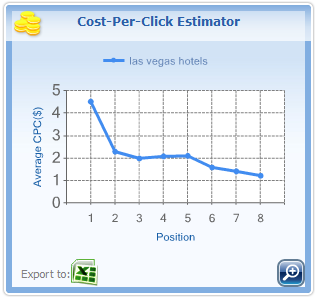 Cost-Per-Click Estimator
las vegas hotels
Average CPC($)
5
4
3
2
1
0
1 2 3 4 5 6 7 8
Position
Export to: